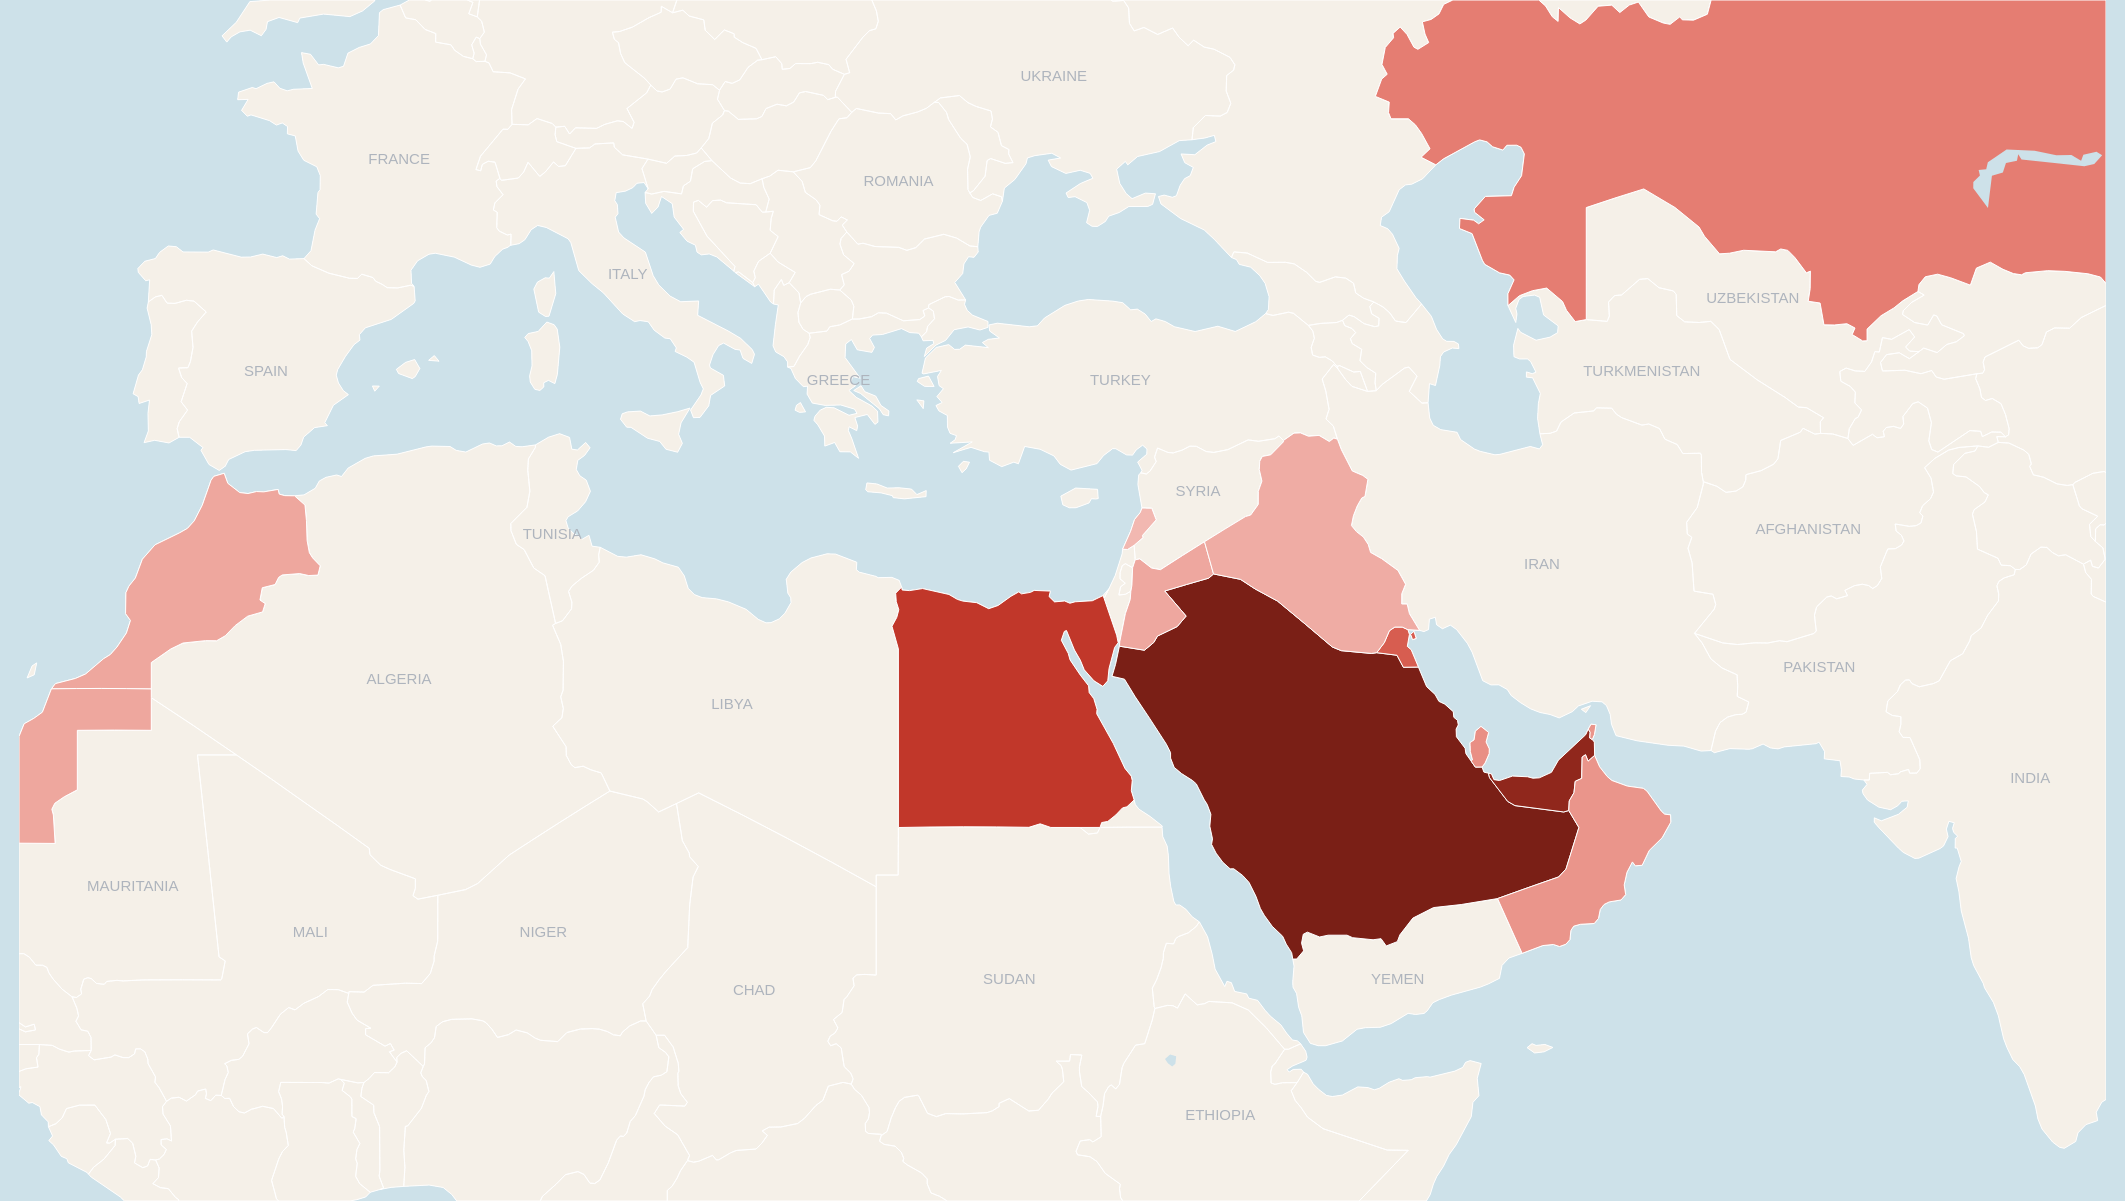 UKRAINE
FRANCE
ROMANIA
ITALY
UZBEKISTAN
SPAIN
GREECE
TURKEY
TURKMENISTAN
SYRIA
TUNISIA
AFGHANISTAN
IRAN
ALGERIA
LIBYA
PAKISTAN
INDIA
MAURITANIA
MALI
NIGER
CHAD
SUDAN
YEMEN
ETHIOPIA